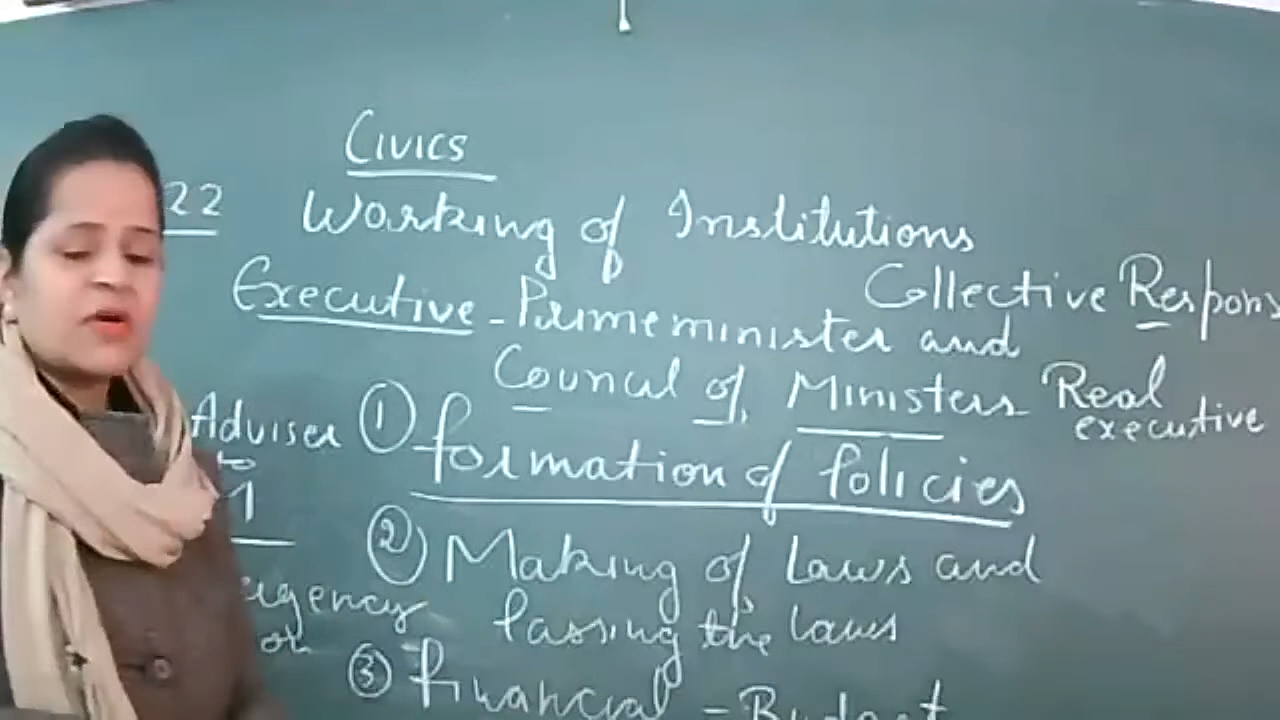 Civics
22 Working of Institutions
Executive - Prime minister and
Council of Ministers
Collective Respons
Real
executive
Adviser
to
① formation of Policies
② Making of Laws and
Passing the laws
③ financial - Budget